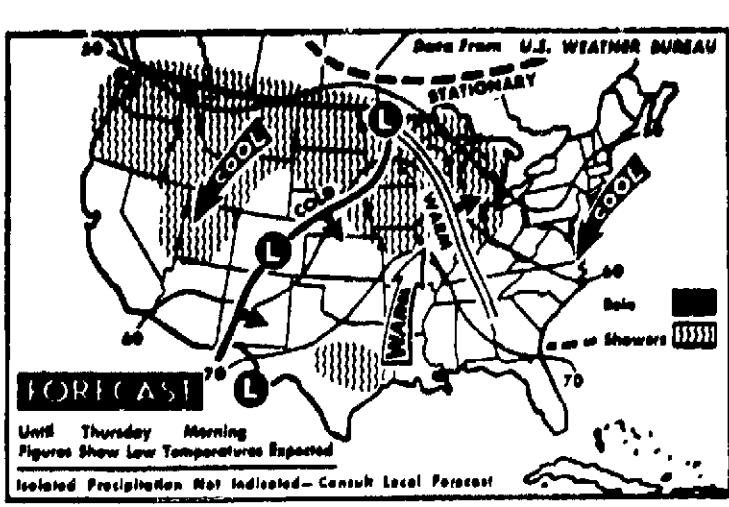 Data From U.S. WEATHER BUREAU
60
STATIONARY
L
60
COOL
COOL
COLD
WARM
L
60
Rain
60
WARM
Showers
70
70
L
FORECAST
Until Thursday Morning
Figures Show Low Temperatures Expected
Isolated Precipitation Not Indicated– Consult Local Forecast